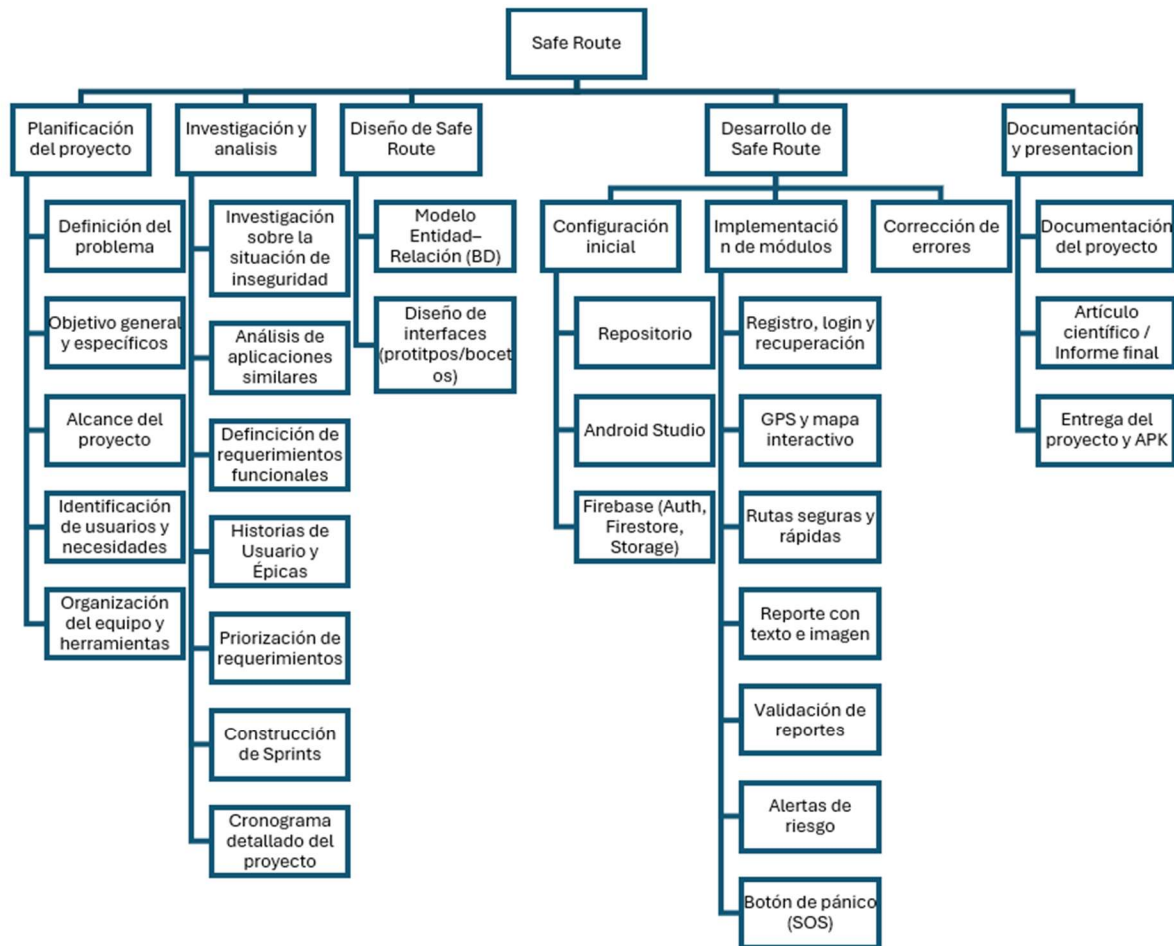 Safe Route
Planificación
del proyecto
Definición del
problema
Objetivo general
y específicos
Alcance del
proyecto
Identificación
de usuarios y
necesidades
Organización
del equipo y
herramientas
Investigación y
analisis
Investigación
sobre la
situación de
inseguridad
Análisis de
aplicaciones
similares
Defincición de
requerimientos
funcionales
Historias de
Usuario y
Épicas
Priorización de
requerimientos
Construcción
de Sprints
Cronograma
detallado del
proyecto
Diseño de Safe
Route
Modelo
Entidad–
Relación (BD)
Diseño de
interfaces
(protitpos/bocet
os)
Desarrollo de
Safe Route
Configuración
inicial
Repositorio
Android Studio
Firebase (Auth,
Firestore,
Storage)
Implementació
n de módulos
Registro, login y
recuperación
GPS y mapa
interactivo
Rutas seguras y
rápidas
Reporte con
texto e imagen
Validación de
reportes
Alertas de
riesgo
Botón de pánico
(SOS)
Corrección de
errores
Documentación
y presentacion
Documentación
del proyecto
Artículo
científico /
Informe final
Entrega del
proyecto y APK